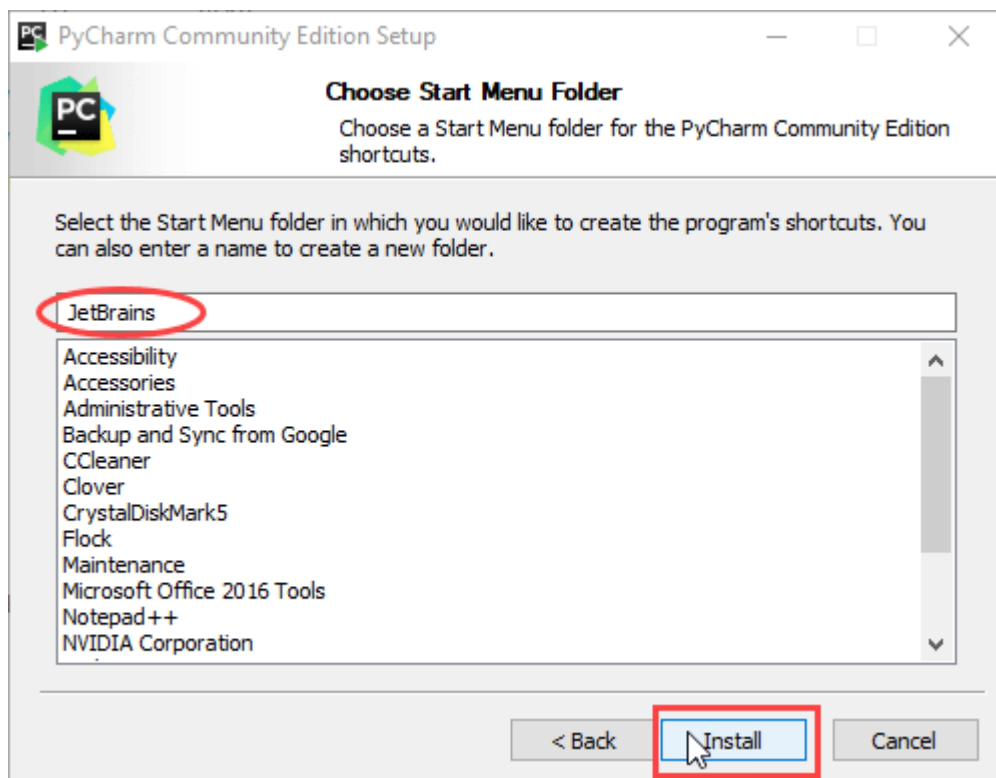 PyCharm Community Edition Setup
PC
Choose Start Menu Folder
Choose a Start Menu folder for the PyCharm Community Edition
shortcuts.
Select the Start Menu folder in which you would like to create the program's shortcuts. You
can also enter a name to create a new folder.
JetBrains
Accessibility
Accessories
Administrative Tools
Backup and Sync from Google
CCleaner
Clover
CrystalDiskMark5
Flock
Maintenance
Microsoft Office 2016 Tools
Notepad++
NVIDIA Corporation
< Back
Install
Cancel